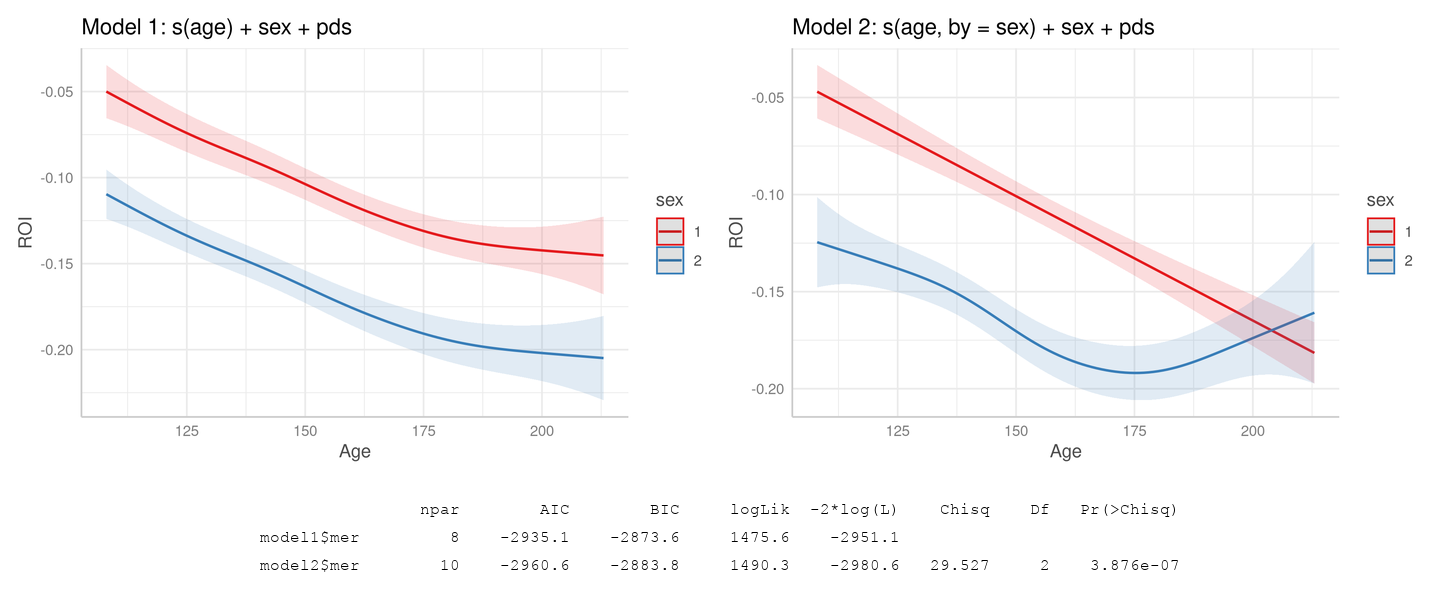 Model 1: s(age) + sex + pds
ROI
-0.05
-0.10
-0.15
-0.20
125
150
175
200
Age
sex
1
2
Model 2: s(age, by = sex) + sex + pds
ROI
-0.05
-0.10
-0.15
-0.20
125
150
175
200
Age
sex
1
2
npar AIC BIC logLik -2*log(L) Chisq Df Pr(>Chisq)
model1$mer 8 -2935.1 -2873.6 1475.6 -2951.1
model2$mer 10 -2960.6 -2883.8 1490.3 -2980.6 29.527 2 3.876e-07